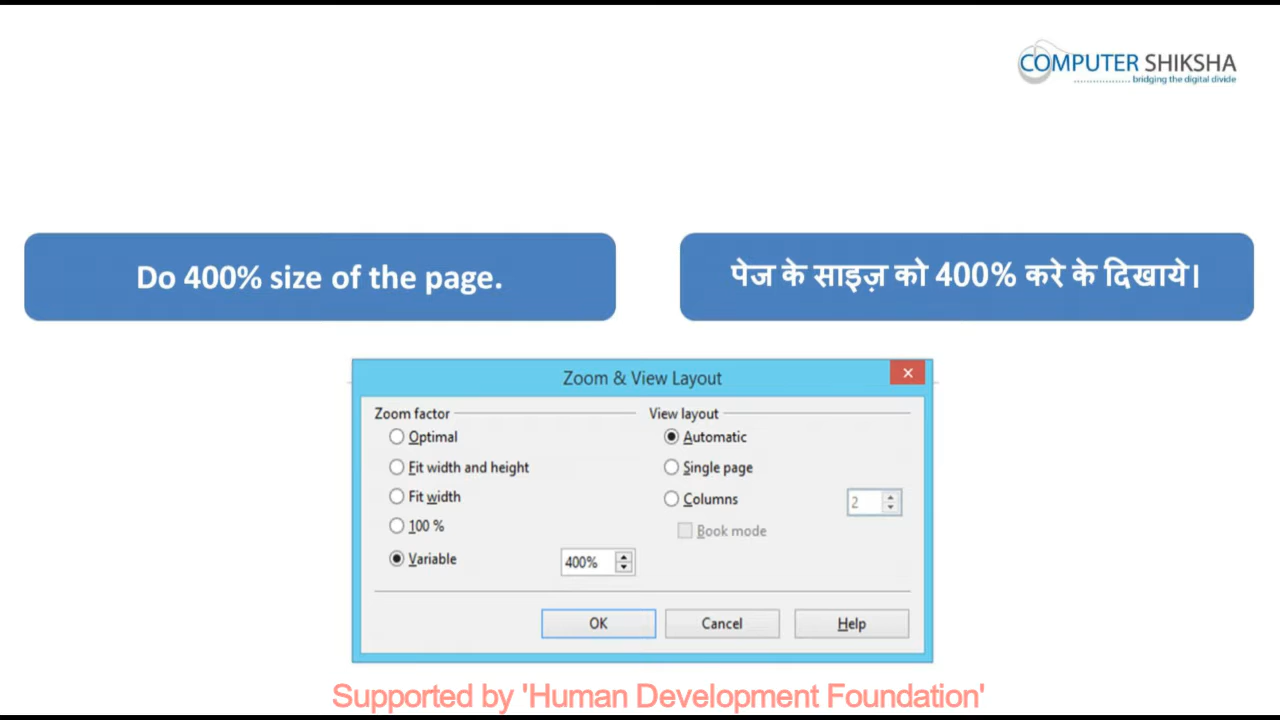 COMPUTER SHIKSHA
.................. bridging the digital divide
Do 400% size of the page.
पेज के साइज़ को 400% करे के दिखाये।
Zoom & View Layout
Zoom factor
Optimal
Fit width and height
Fit width
100 %
Variable 400%
View layout
Automatic
Single page
Columns 2
Book mode
OK Cancel Help
Supported by 'Human Development Foundation'